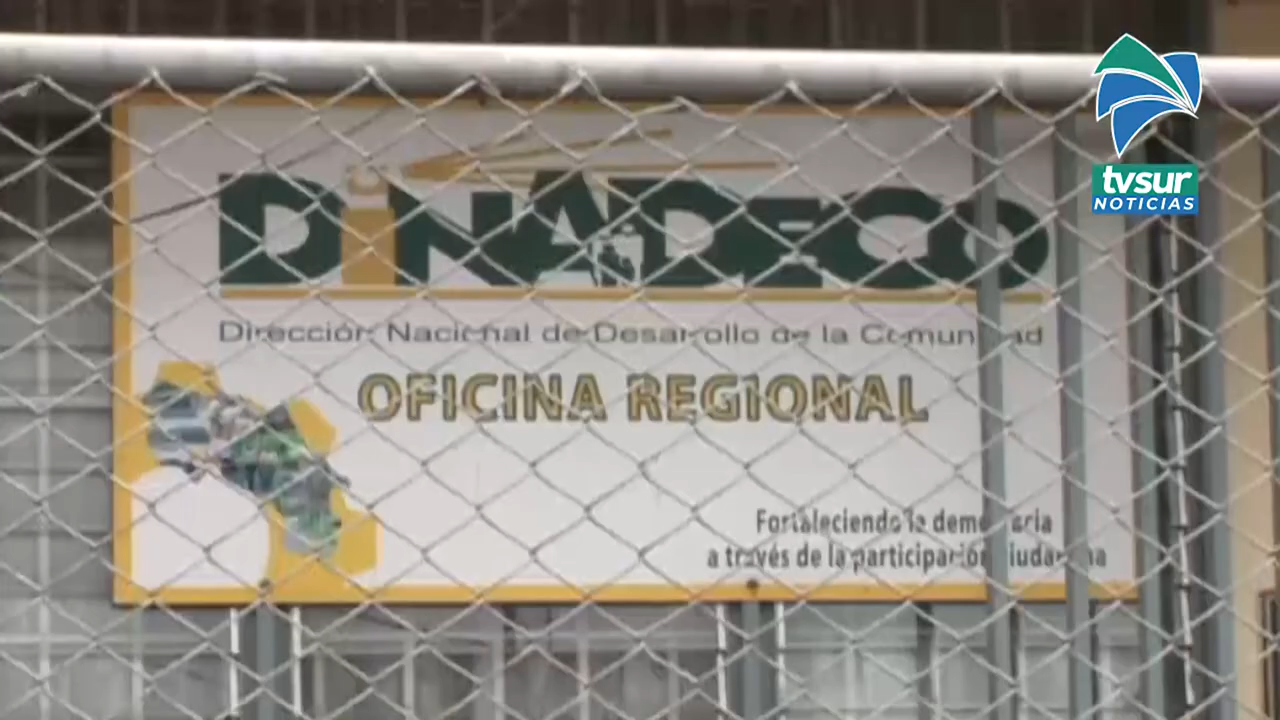 tvsur
NOTICIAS
DINADECO
Dirección Nacional de Desarrollo de la Comunidad
OFICINA REGIONAL
Fortaleciendo la democracia
a través de la participación ciudadana